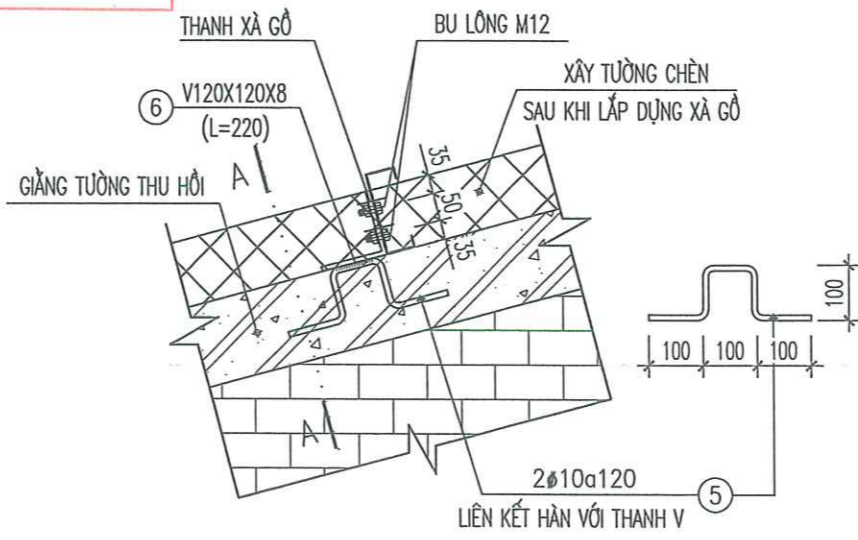 THANH XÀ GỒ
BU LÔNG M12
6
V120X120X8
(L=220)
XÂY TƯỜNG CHÈN
SAU KHI LẮP DỰNG XÀ GỒ
GIẰNG TƯỜNG THU HỒI
A
35
50
35
100
100
100
100
A
2ø10a120
5
LIÊN KẾT HÀN VỚI THANH V